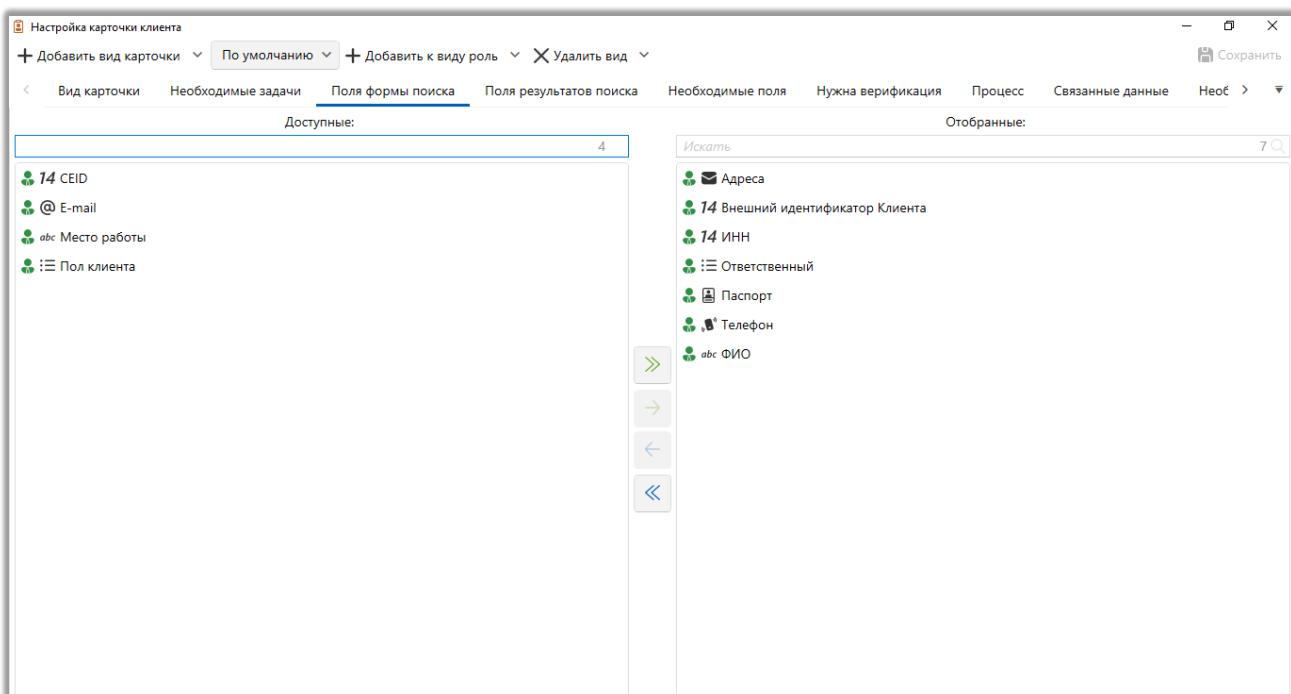 Настройка карточки клиента
Добавить вид карточки По умолчанию Добавить к виду роль Удалить вид Сохранить
Вид карточки Необходимые задачи Поля формы поиска Поля результатов поиска Необходимые поля Нужна верификация Процесс Связанные данные Необ
Доступные: Отобранные:
4 Искать 7
14 CEID
@ E-mail
abc Место работы
Пол клиента
Адреса
14 Внешний идентификатор Клиента
14 ИНН
Ответственный
Паспорт
Телефон
abc ФИО